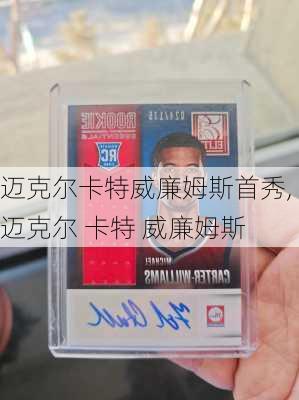 迈克尔卡特威廉姆斯首秀,
迈克尔 卡特 威廉姆斯
ROOKIE
ESSENTIALS
RC
ELITE
MICHAEL
CARTER-WILLIAMS